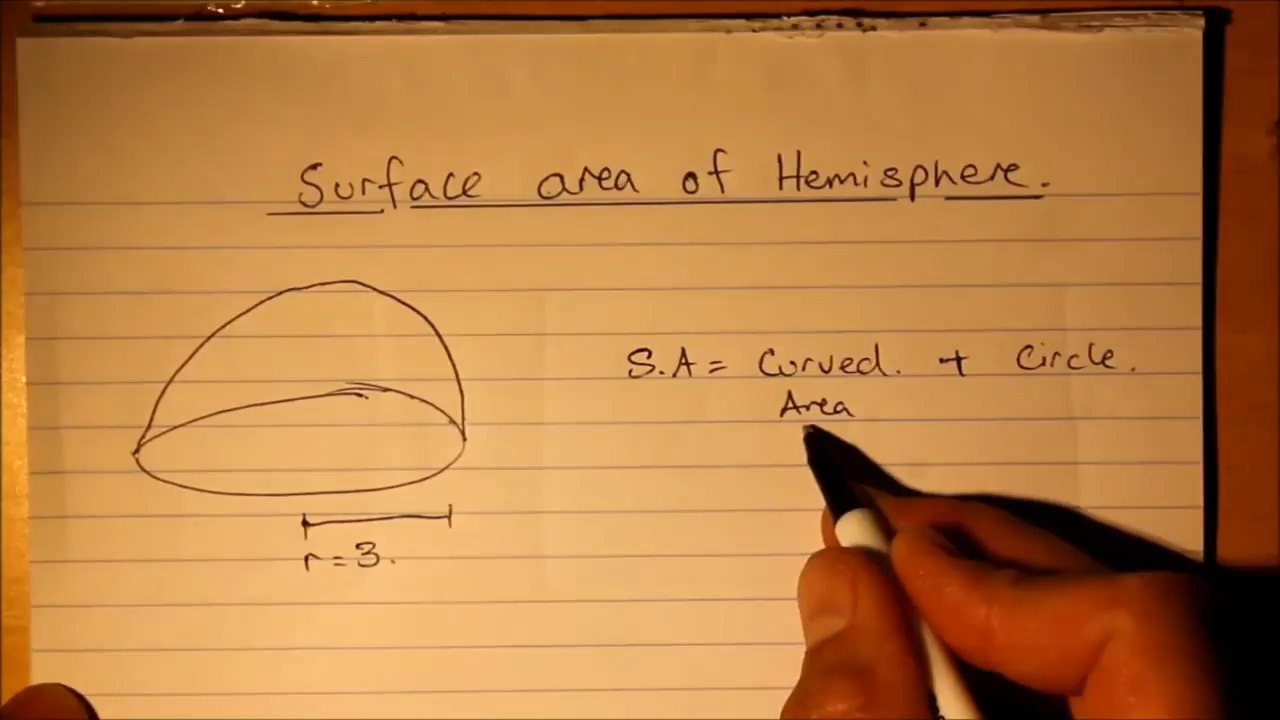 Surface area of Hemisphere.
S.A = Curved. + Circle.
Area
r = 3.